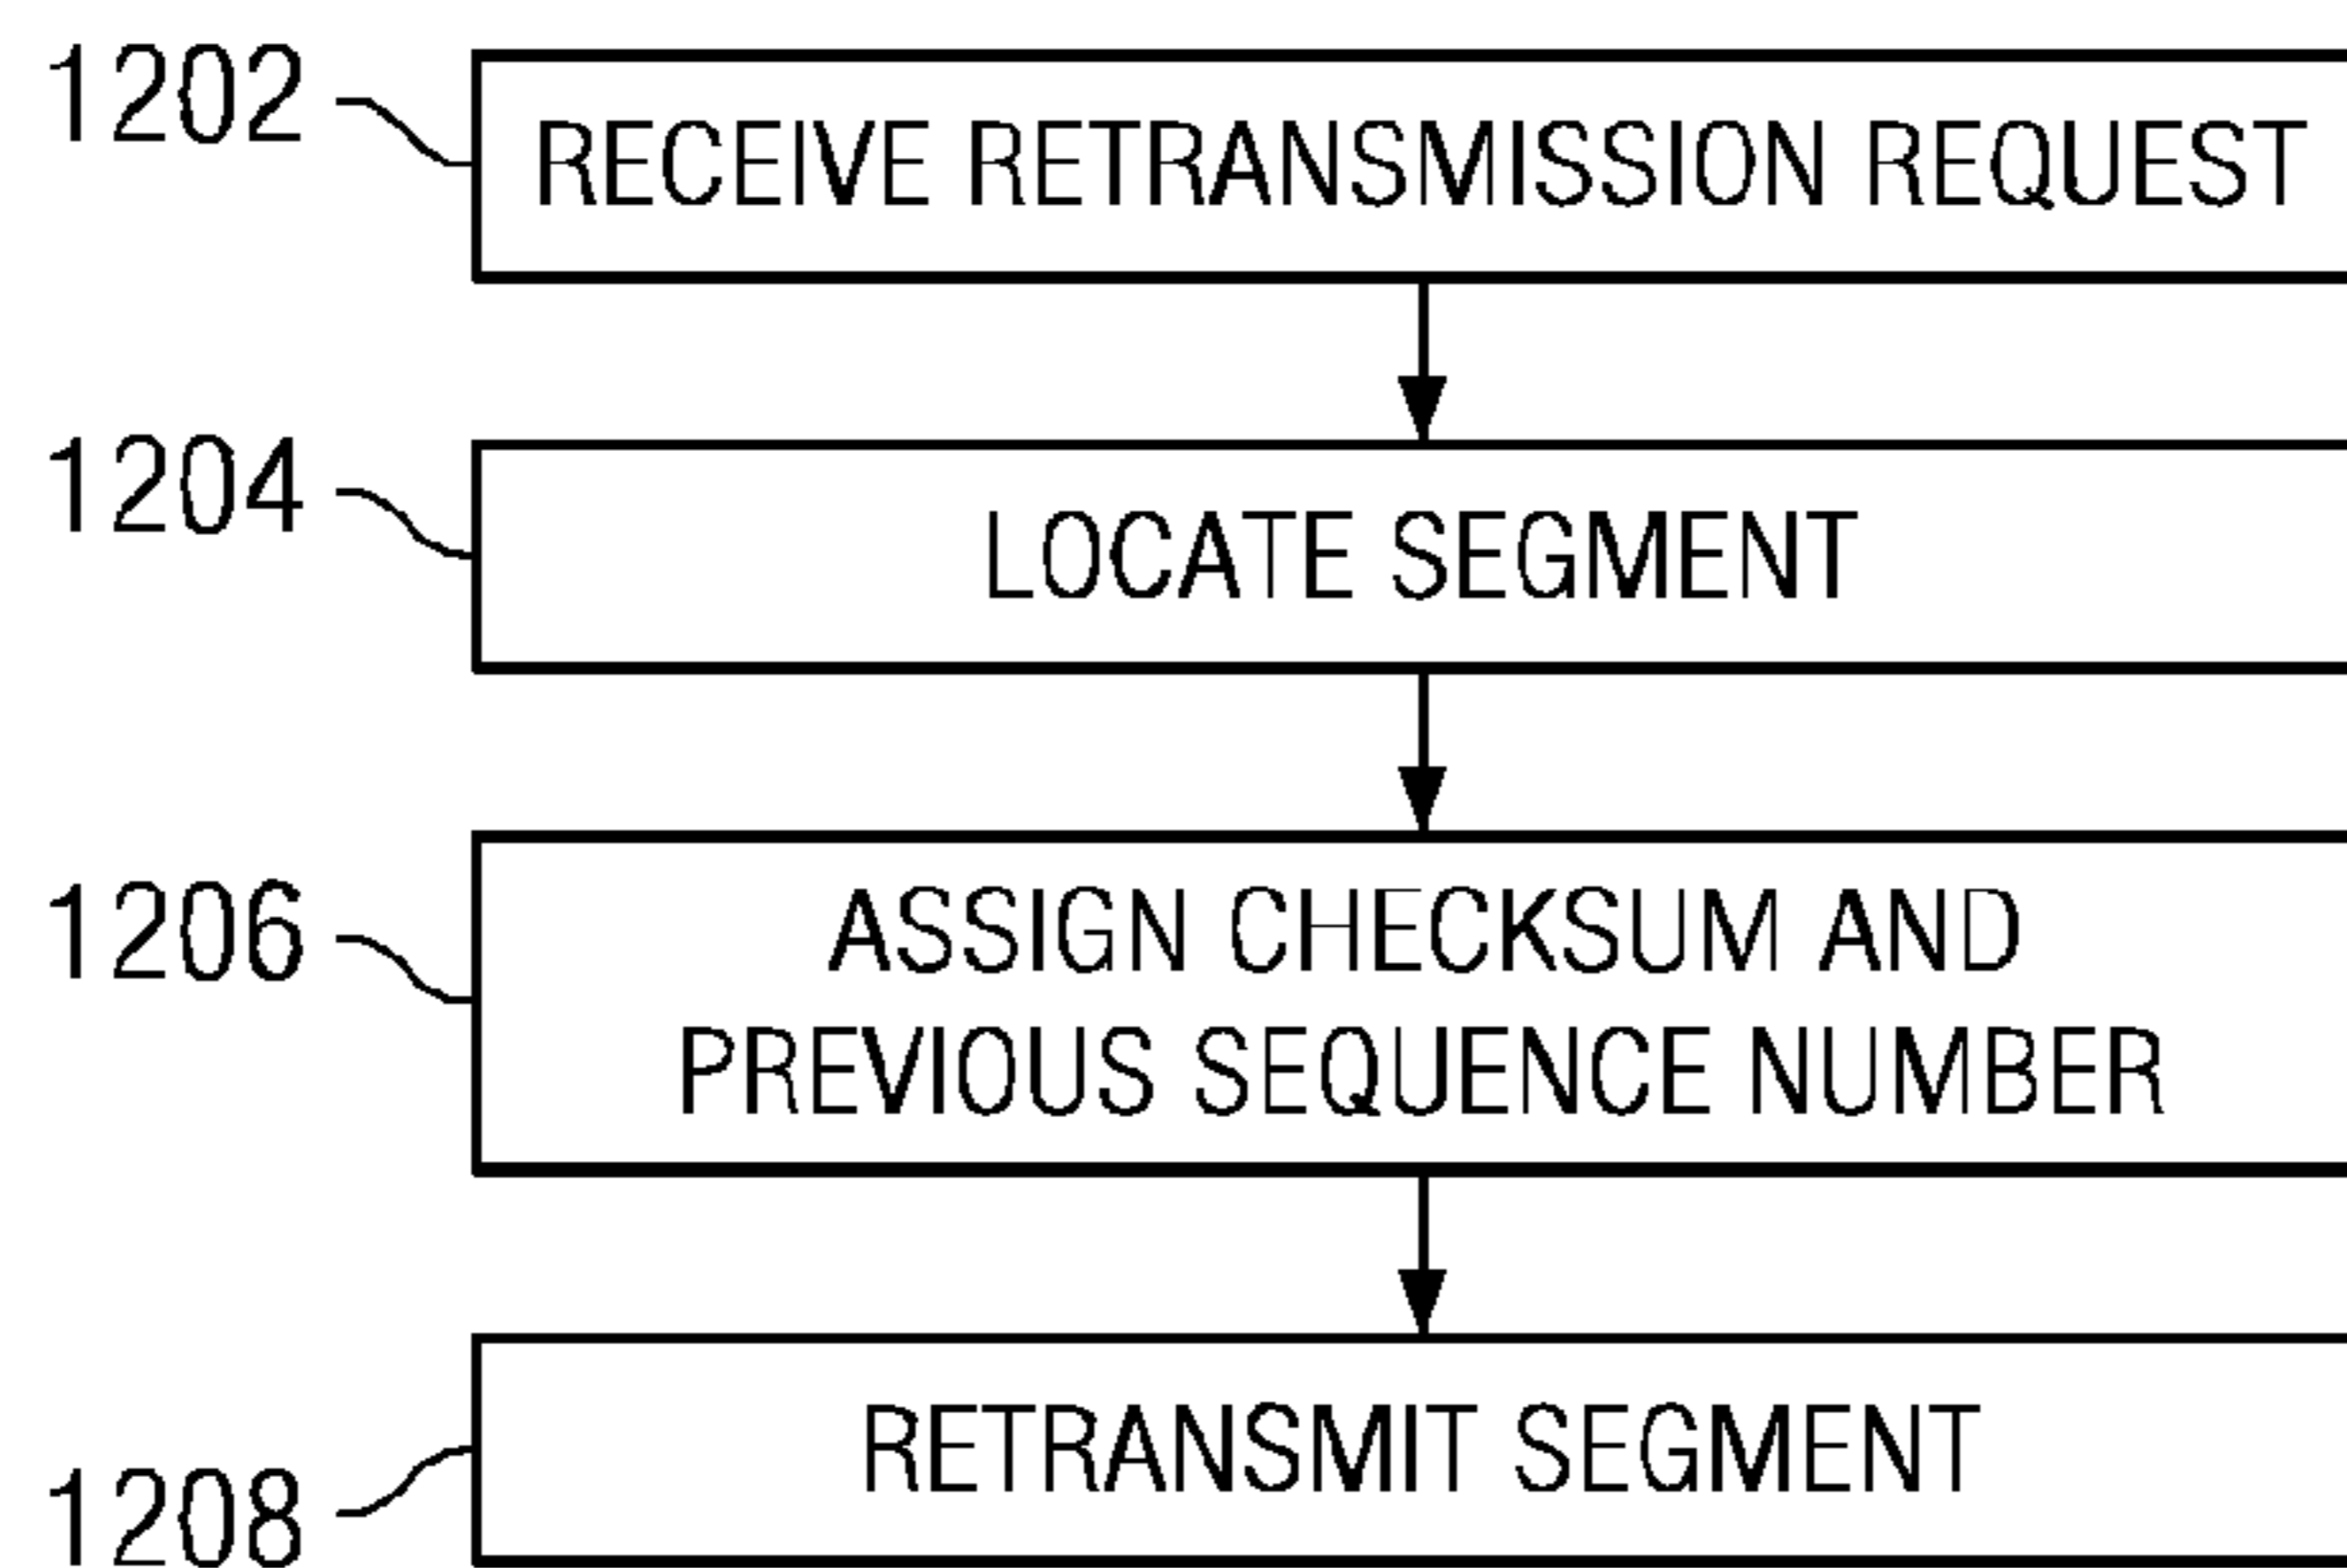 1202 RECEIVE RETRANSMISSION REQUEST
1204 LOCATE SEGMENT
1206 ASSIGN CHECKSUM AND
PREVIOUS SEQUENCE NUMBER
1208 RETRANSMIT SEGMENT